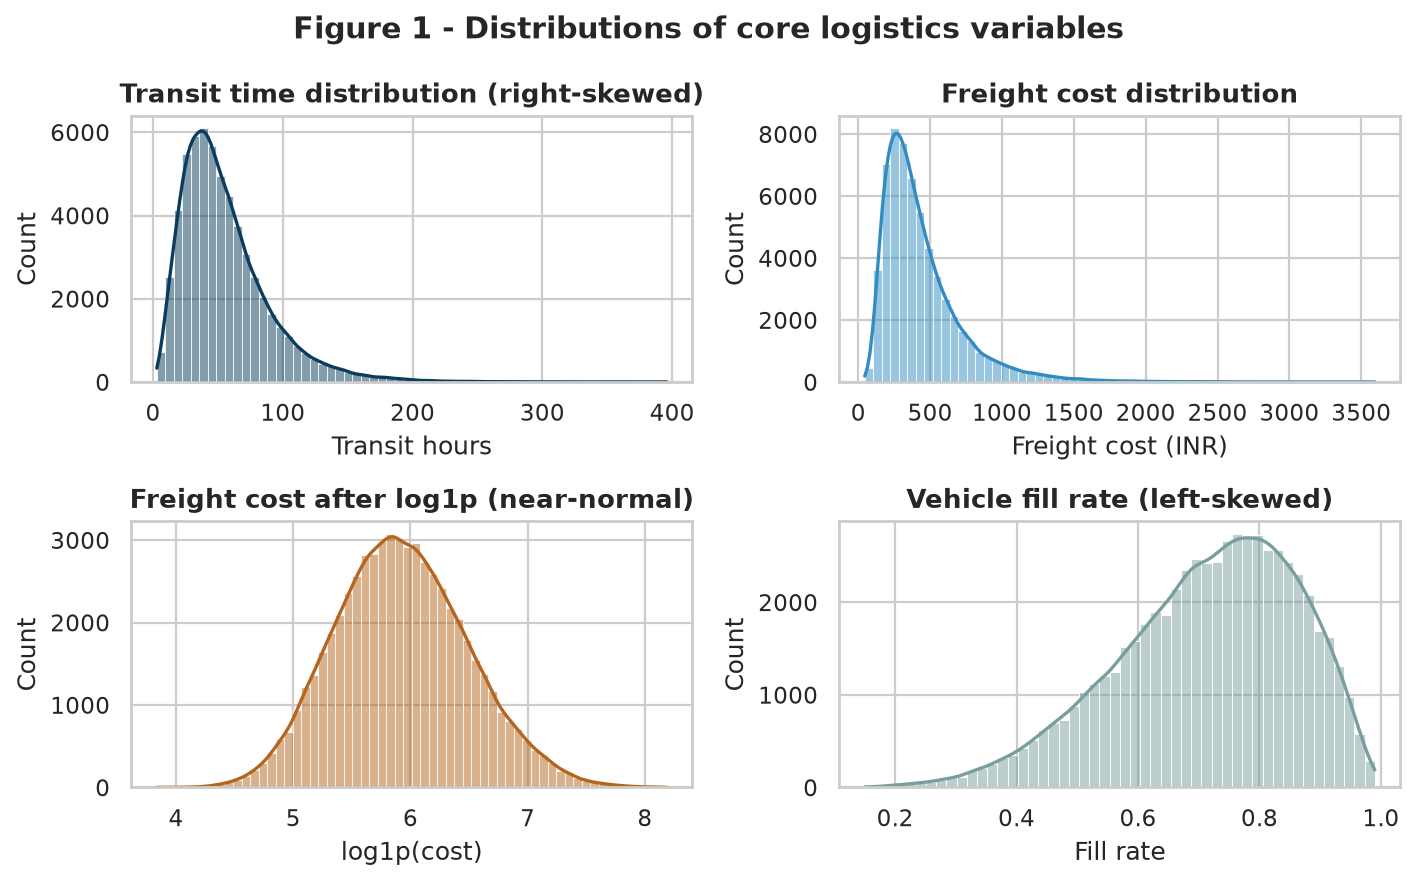 Figure 1 - Distributions of core logistics variables
Transit time distribution (right-skewed)
6000
4000
2000
0
Count
0 100 200 300 400
Transit hours
Freight cost distribution
8000
6000
4000
2000
0
Count
0 500 1000 1500 2000 2500 3000 3500
Freight cost (INR)
Freight cost after log1p (near-normal)
3000
2000
1000
0
Count
4 5 6 7 8
log1p(cost)
Vehicle fill rate (left-skewed)
2000
1000
0
Count
0.2 0.4 0.6 0.8 1.0
Fill rate